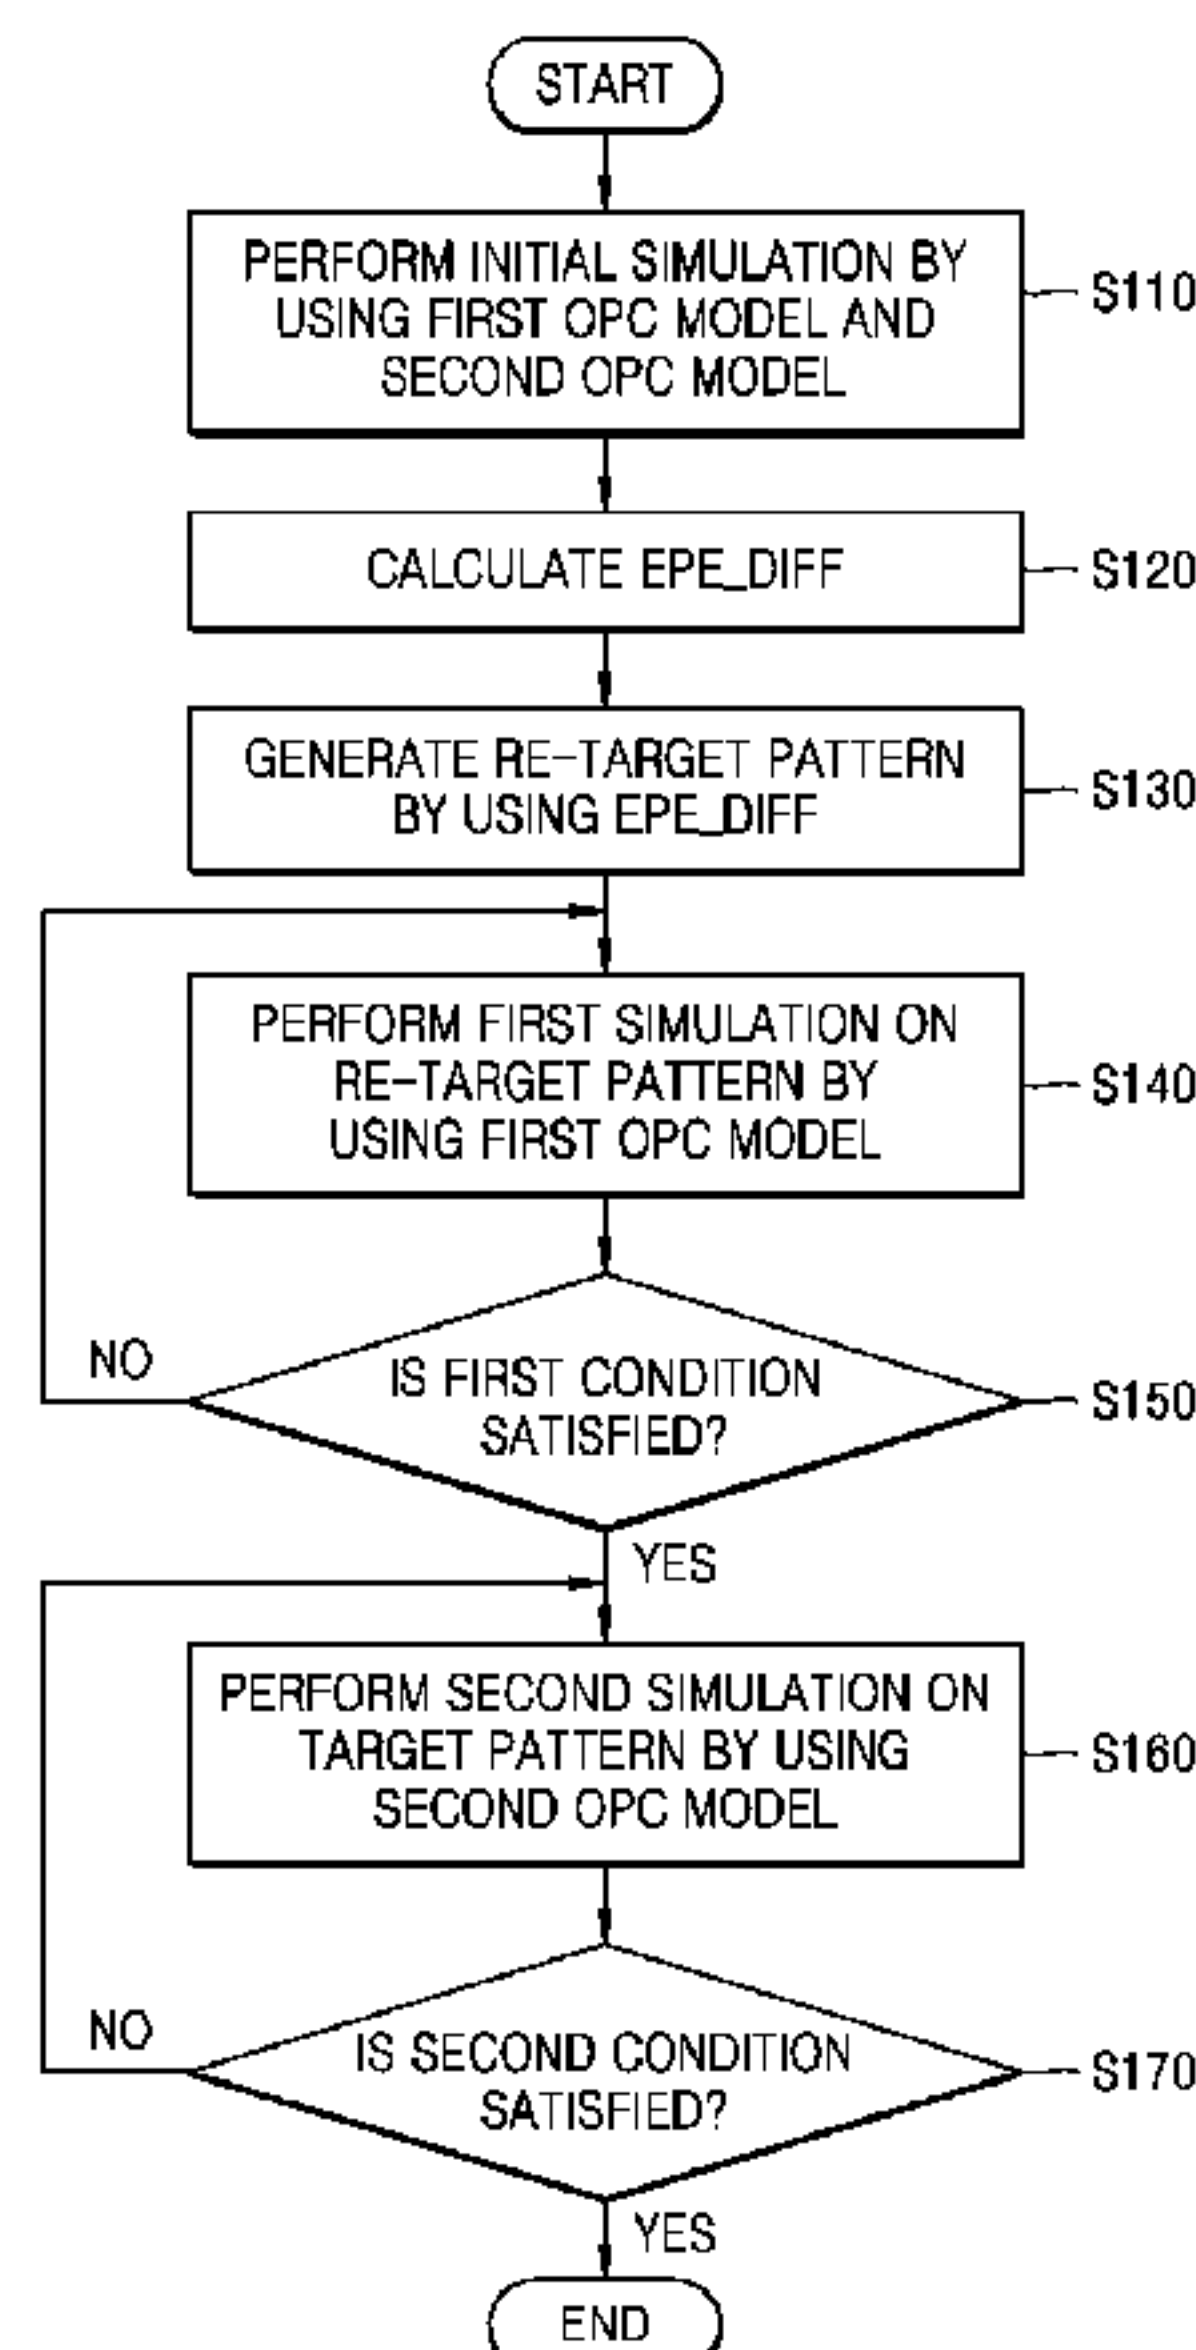 START
PERFORM INITIAL SIMULATION BY
USING FIRST OPC MODEL AND
SECOND OPC MODEL
S110
CALCULATE EPE_DIFF
S120
GENERATE RE-TARGET PATTERN
BY USING EPE_DIFF
S130
PERFORM FIRST SIMULATION ON
RE-TARGET PATTERN BY
USING FIRST OPC MODEL
S140
NO
IS FIRST CONDITION
SATISFIED?
S150
YES
PERFORM SECOND SIMULATION ON
TARGET PATTERN BY USING
SECOND OPC MODEL
S160
NO
IS SECOND CONDITION
SATISFIED?
S170
YES
END